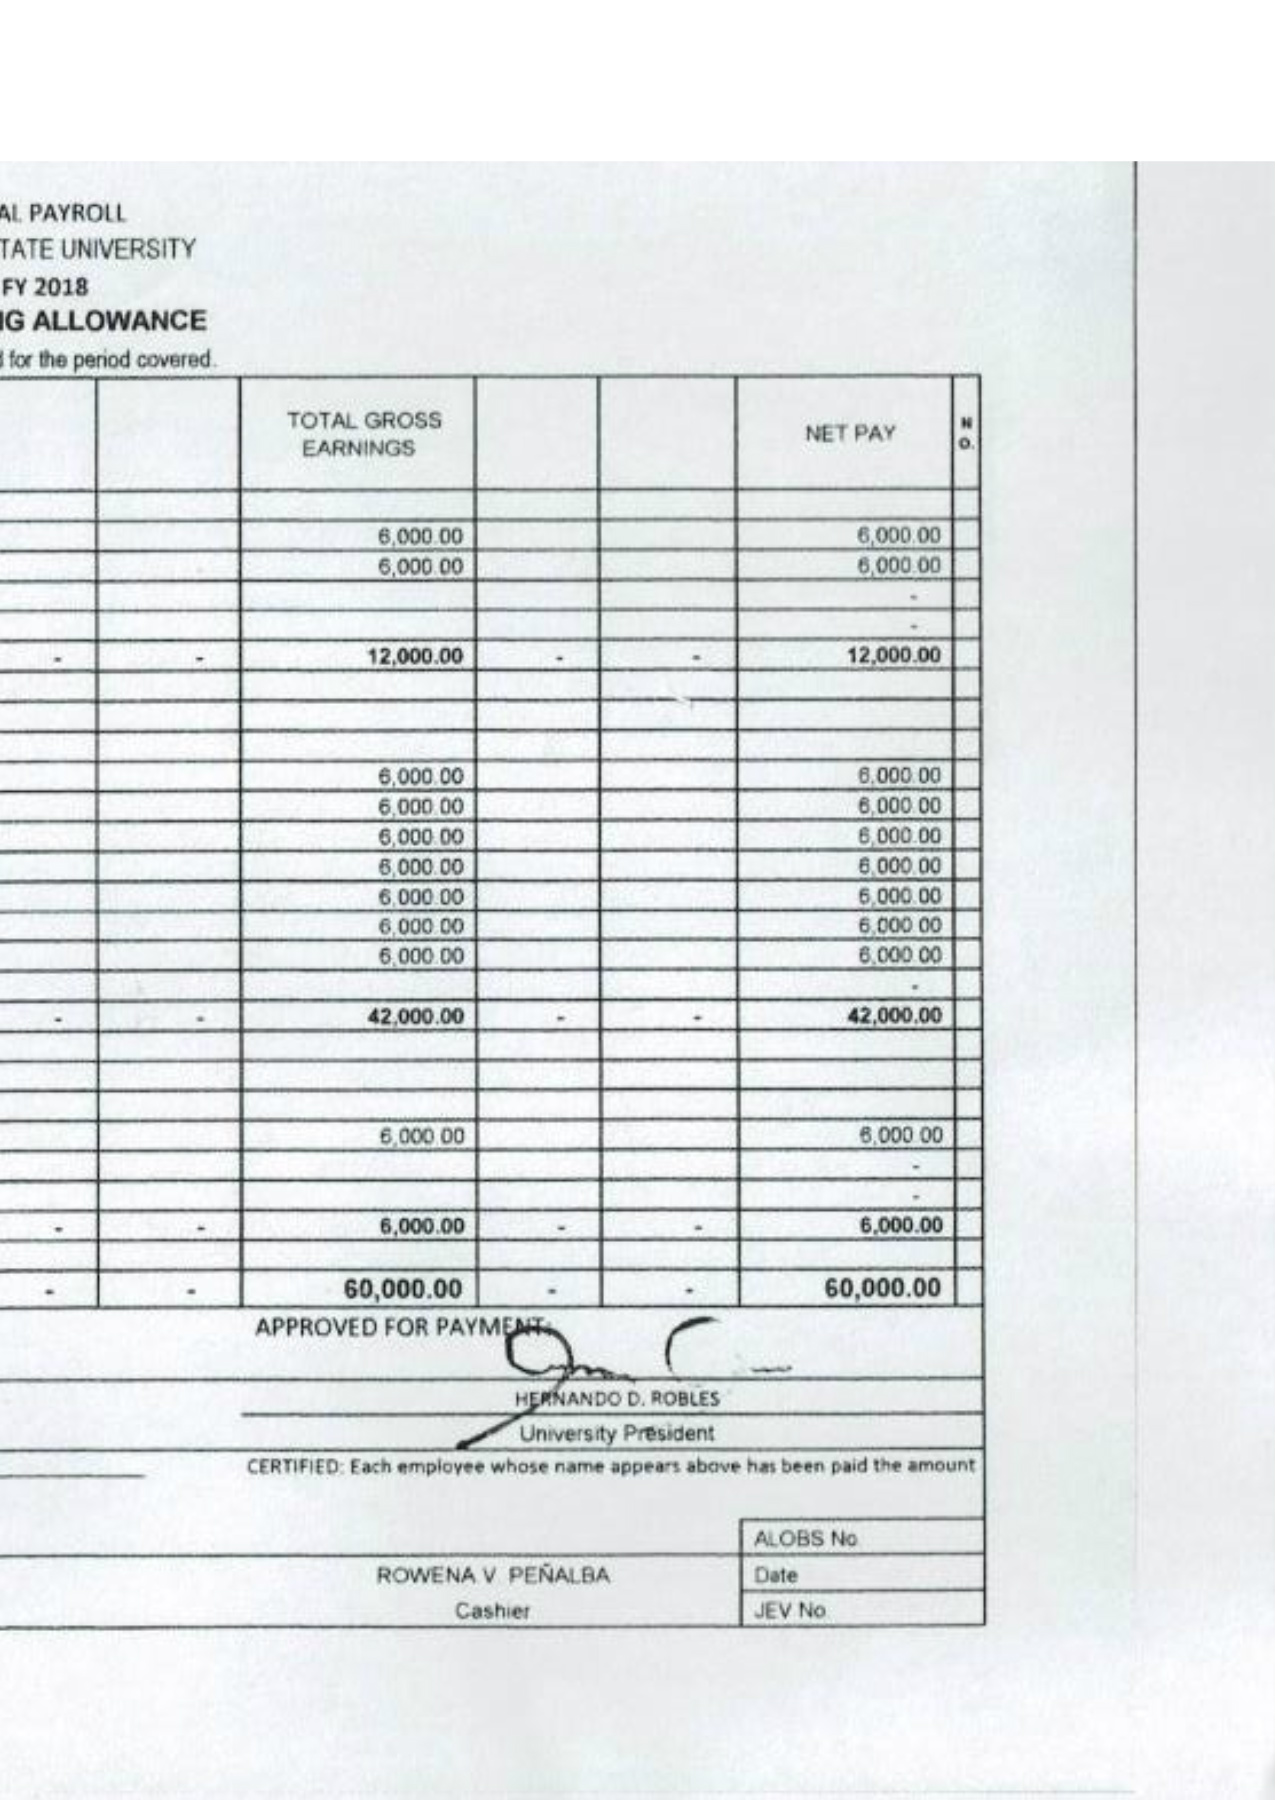 AL PAYROLL
TATE UNIVERSITY
FY 2018
NG ALLOWANCE
d for the period covered.
TOTAL GROSS EARNINGS NET PAY NO.
6,000.00 6,000.00
6,000.00 6,000.00
-
-
- - 12,000.00 - - 12,000.00
6,000.00 6,000.00
6,000.00 6,000.00
6,000.00 6,000.00
6,000.00 6,000.00
6,000.00 6,000.00
6,000.00 6,000.00
6,000.00 6,000.00
-
- - 42,000.00 - - 42,000.00
6,000.00 6,000.00
-
-
- - 6,000.00 - - 6,000.00
- - 60,000.00 - - 60,000.00
APPROVED FOR PAYMENT:
HERNANDO D. ROBLES
University President
CERTIFIED: Each employee whose name appears above has been paid the amount
ALOBS No.
ROWENA V. PEÑALBA Date
Cashier JEV No.